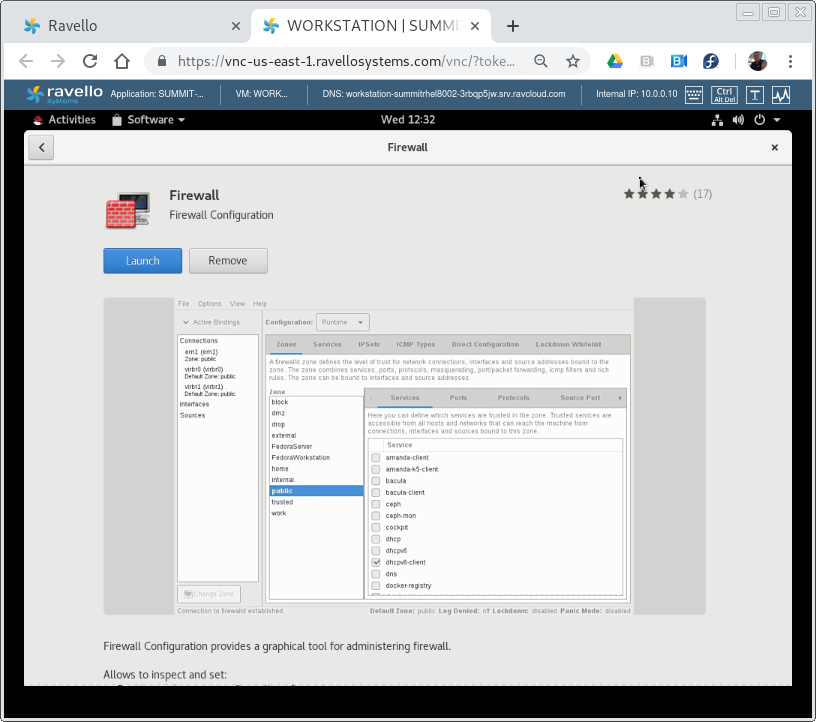 Ravello
WORKSTATION | SUMMI
https://vnc-us-east-1.ravellosystems.com/vnc/?toke...
ravello
systems
Application: SUMMIT-...
VM: WORK...
DNS: workstation-summitrhel8002-3rbqp5jw.srv.ravcloud.com
Internal IP: 10.0.0.10
Ctrl
Alt Del
Activities
Software
Wed 12:32
Firewall
Firewall
Firewall Configuration
(17)
Launch
Remove
File Options View Help
Active Bindings
Configuration: Runtime
Connections
em1 (em1)
Zone: public
virbr0 (virbr0)
Default Zone: public
virbr1 (virbr1)
Default Zone: public
Interfaces
Sources
Change Zone
Zones Services IPSets ICMP Types Direct Configuration Lockdown Whitelist
A firewalld zone defines the level of trust for network connections, interfaces and source addresses bound to the
zone. The zone combines services, ports, protocols, masquerading, port/packet forwarding, icmp filters and rich
rules. The zone can be bound to interfaces and source addresses.
Zone
block
dmz
drop
external
FedoraServer
FedoraWorkstation
home
internal
public
trusted
work
Services Ports Protocols Source Port
Here you can define which services are trusted in the zone. Trusted services are
accessible from all hosts and networks that can reach the machine from
connections, interfaces and sources bound to this zone.
Service
amanda-client
amanda-k5-client
bacula
bacula-client
ceph
ceph-mon
cockpit
dhcp
dhcpv6
dhcpv6-client
dns
docker-registry
Connection to firewalld established.
Default Zone: public Log Denied: off Lockdown: disabled Panic Mode: disabled
Firewall Configuration provides a graphical tool for administering firewall.
Allows to inspect and set: